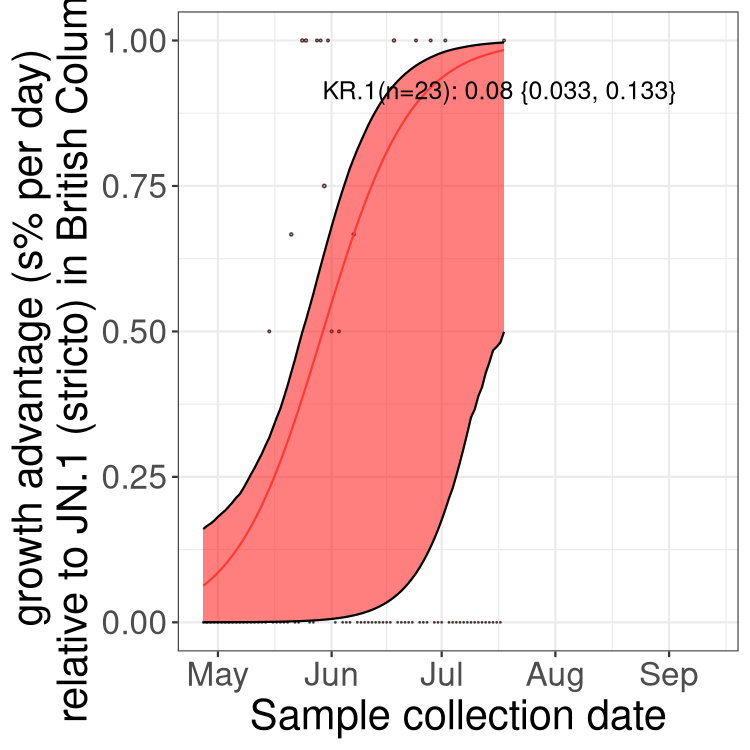 growth advantage (s% per day)
relative to JN.1 (stricto) in British Colum
1.00
0.75
0.50
0.25
0.00
KR.1(n=23): 0.08 {0.033, 0.133}
May Jun Jul Aug Sep
Sample collection date